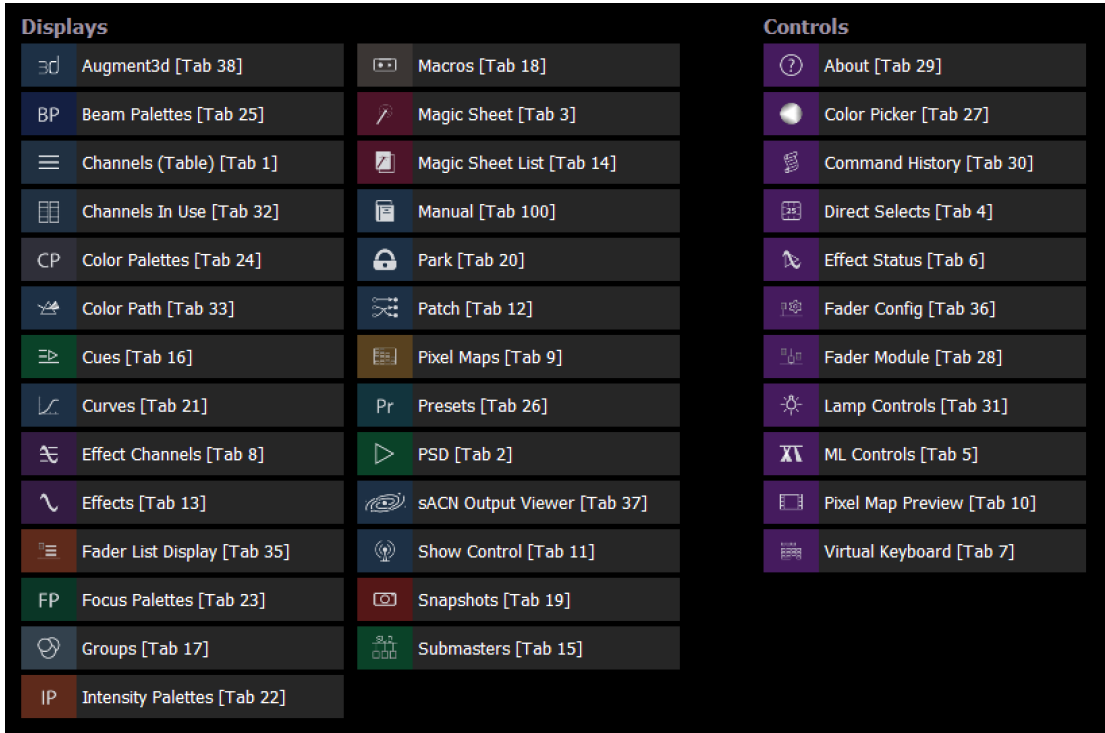 Displays
Augment3d [Tab 38]
BP Beam Palettes [Tab 25]
Channels (Table) [Tab 1]
Channels In Use [Tab 32]
CP Color Palettes [Tab 24]
Color Path [Tab 33]
Cues [Tab 16]
Curves [Tab 21]
Effect Channels [Tab 8]
Effects [Tab 13]
Fader List Display [Tab 35]
FP Focus Palettes [Tab 23]
Groups [Tab 17]
IP Intensity Palettes [Tab 22]
Macros [Tab 18]
Magic Sheet [Tab 3]
Magic Sheet List [Tab 14]
Manual [Tab 100]
Park [Tab 20]
Patch [Tab 12]
Pixel Maps [Tab 9]
Pr Presets [Tab 26]
PSD [Tab 2]
sACN Output Viewer [Tab 37]
Show Control [Tab 11]
Snapshots [Tab 19]
Submasters [Tab 15]
Controls
? About [Tab 29]
Color Picker [Tab 27]
Command History [Tab 30]
25 Direct Selects [Tab 4]
Effect Status [Tab 6]
Fader Config [Tab 36]
Fader Module [Tab 28]
Lamp Controls [Tab 31]
ML Controls [Tab 5]
Pixel Map Preview [Tab 10]
Virtual Keyboard [Tab 7]